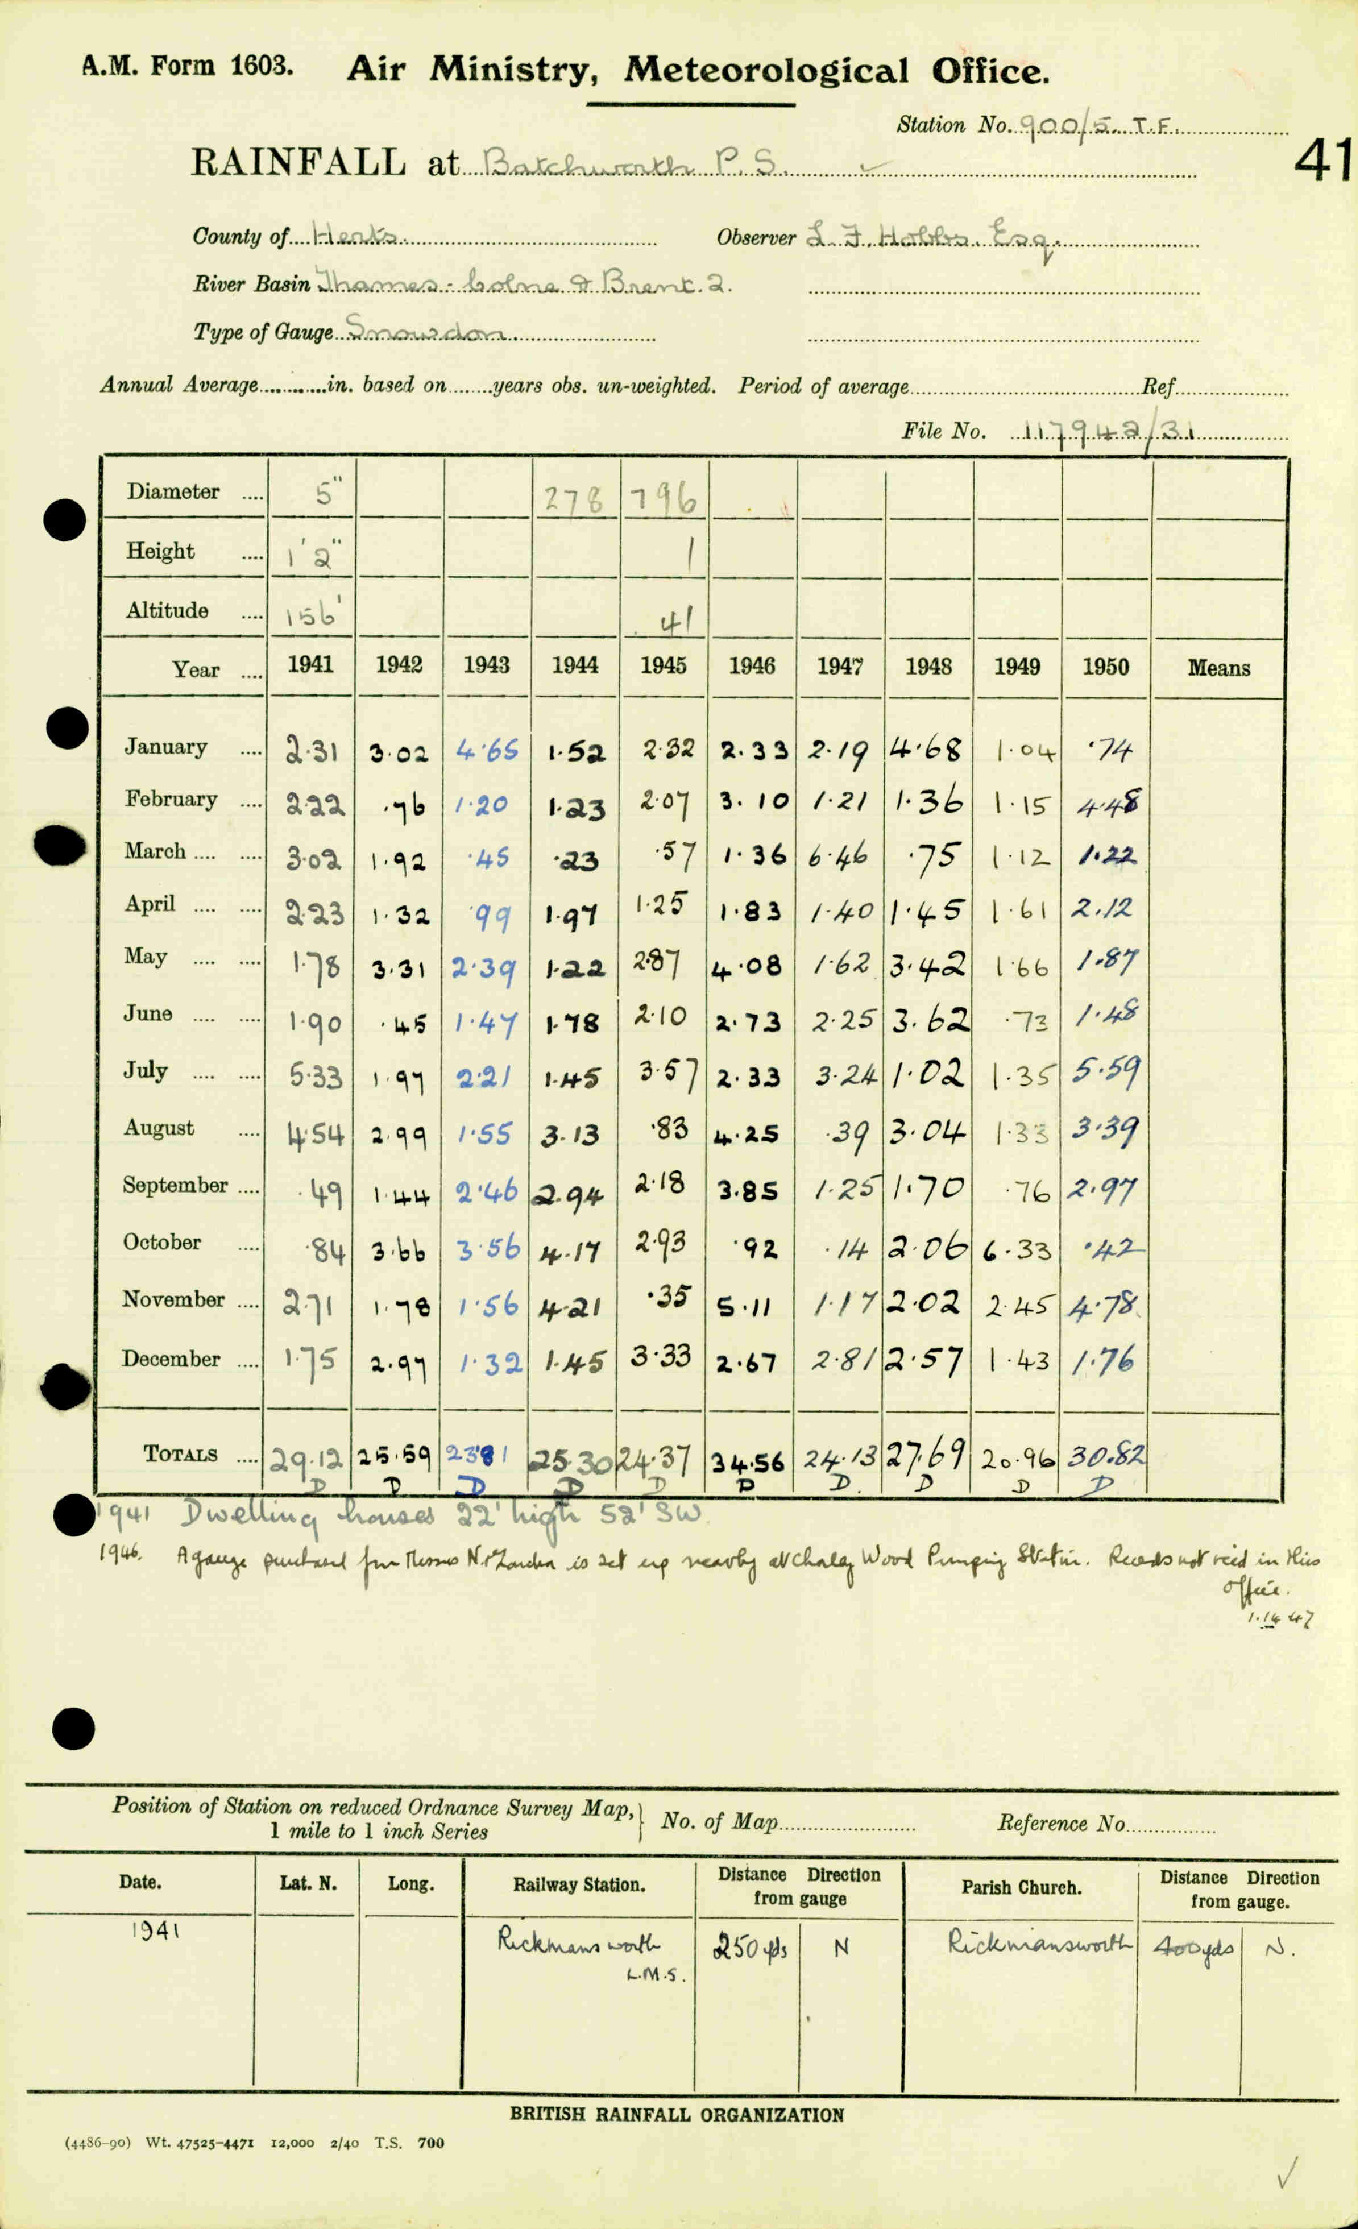 A.M. Form 1603. Air Ministry, Meteorological Office.
Station No. 900/5. T.F.
41
RAINFALL at Batchworth P.S. ✓
County of Herts. Observer L. F. Hobbs. Esq.
River Basin Thames - Colne & Brent. 2.
Type of Gauge Snowdon
Annual Average............in. based on........years obs. un-weighted. Period of average.................... Ref....................
File No. 117942/31
Diameter .... 5" 278 796
Height .... 1' 2" 1
Altitude .... 156' 41
Year .... 1941 1942 1943 1944 1945 1946 1947 1948 1949 1950 Means
January .... 2.31 3.02 4.65 1.52 2.32 2.33 2.19 4.68 1.04 .74
February .... 2.22 .76 1.20 1.23 2.07 3.10 1.21 1.36 1.15 4.48
March .... .... 3.02 1.92 .45 .23 .57 1.36 6.46 .75 1.12 1.22
April .... .... 2.23 1.32 .99 1.97 1.25 1.83 1.40 1.45 1.61 2.12
May .... .... 1.78 3.31 2.39 1.22 2.87 4.08 1.62 3.42 1.66 1.87
June .... .... 1.90 .45 1.47 1.78 2.10 2.73 2.25 3.62 .73 1.48
July .... .... 5.33 1.97 2.21 1.45 3.57 2.33 3.24 1.02 1.35 5.59
August .... 4.54 2.99 1.55 3.13 .83 4.25 .39 3.04 1.33 3.39
September .... .49 1.44 2.46 2.94 2.18 3.85 1.25 1.70 .76 2.97
October .... .84 3.66 3.56 4.17 2.93 .92 .14 2.06 6.33 .42
November .... 2.71 1.78 1.56 4.21 .35 5.11 1.17 2.02 2.45 4.78
December .... 1.75 2.97 1.32 1.45 3.33 2.67 2.81 2.57 1.43 1.76
TOTALS .... 29.12 25.59 23.81 25.30 24.37 34.56 24.13 27.69 20.96 30.82
D D D D D D D. D D D
1941 Dwelling houses 22' high 52' SW.
1946. A gauge purchased from Messrs N & Zambra is set up nearby at Chorley Wood Pumping Station. Records not recd in this
office.
47
Position of Station on reduced Ordnance Survey Map, } No. of Map.................... Reference No................
1 mile to 1 inch Series
Date. Lat. N. Long. Railway Station. Distance Direction from gauge Parish Church. Distance Direction from gauge.
1941 Rickmansworth 250 yds N Rickmansworth 400 yds N.
L.M.S.
BRITISH RAINFALL ORGANIZATION
(4486-90) Wt. 47525-4471 12,000 2/40 T.S. 700
✓